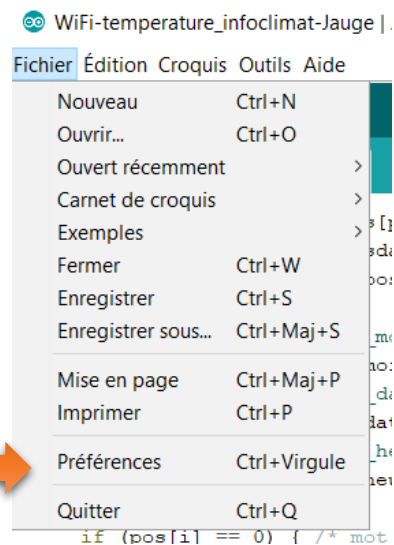 WiFi-temperature_infoclimat-Jauge |
Fichier Édition Croquis Outils Aide
Nouveau Ctrl+N
Ouvrir... Ctrl+O
Ouvert récemment >
Carnet de croquis >
Exemples >
Fermer Ctrl+W
Enregistrer Ctrl+S
Enregistrer sous... Ctrl+Maj+S
Mise en page Ctrl+Maj+P
Imprimer Ctrl+P
Préférences Ctrl+Virgule
Quitter Ctrl+Q
if (pos[i] == 0) { /* mot